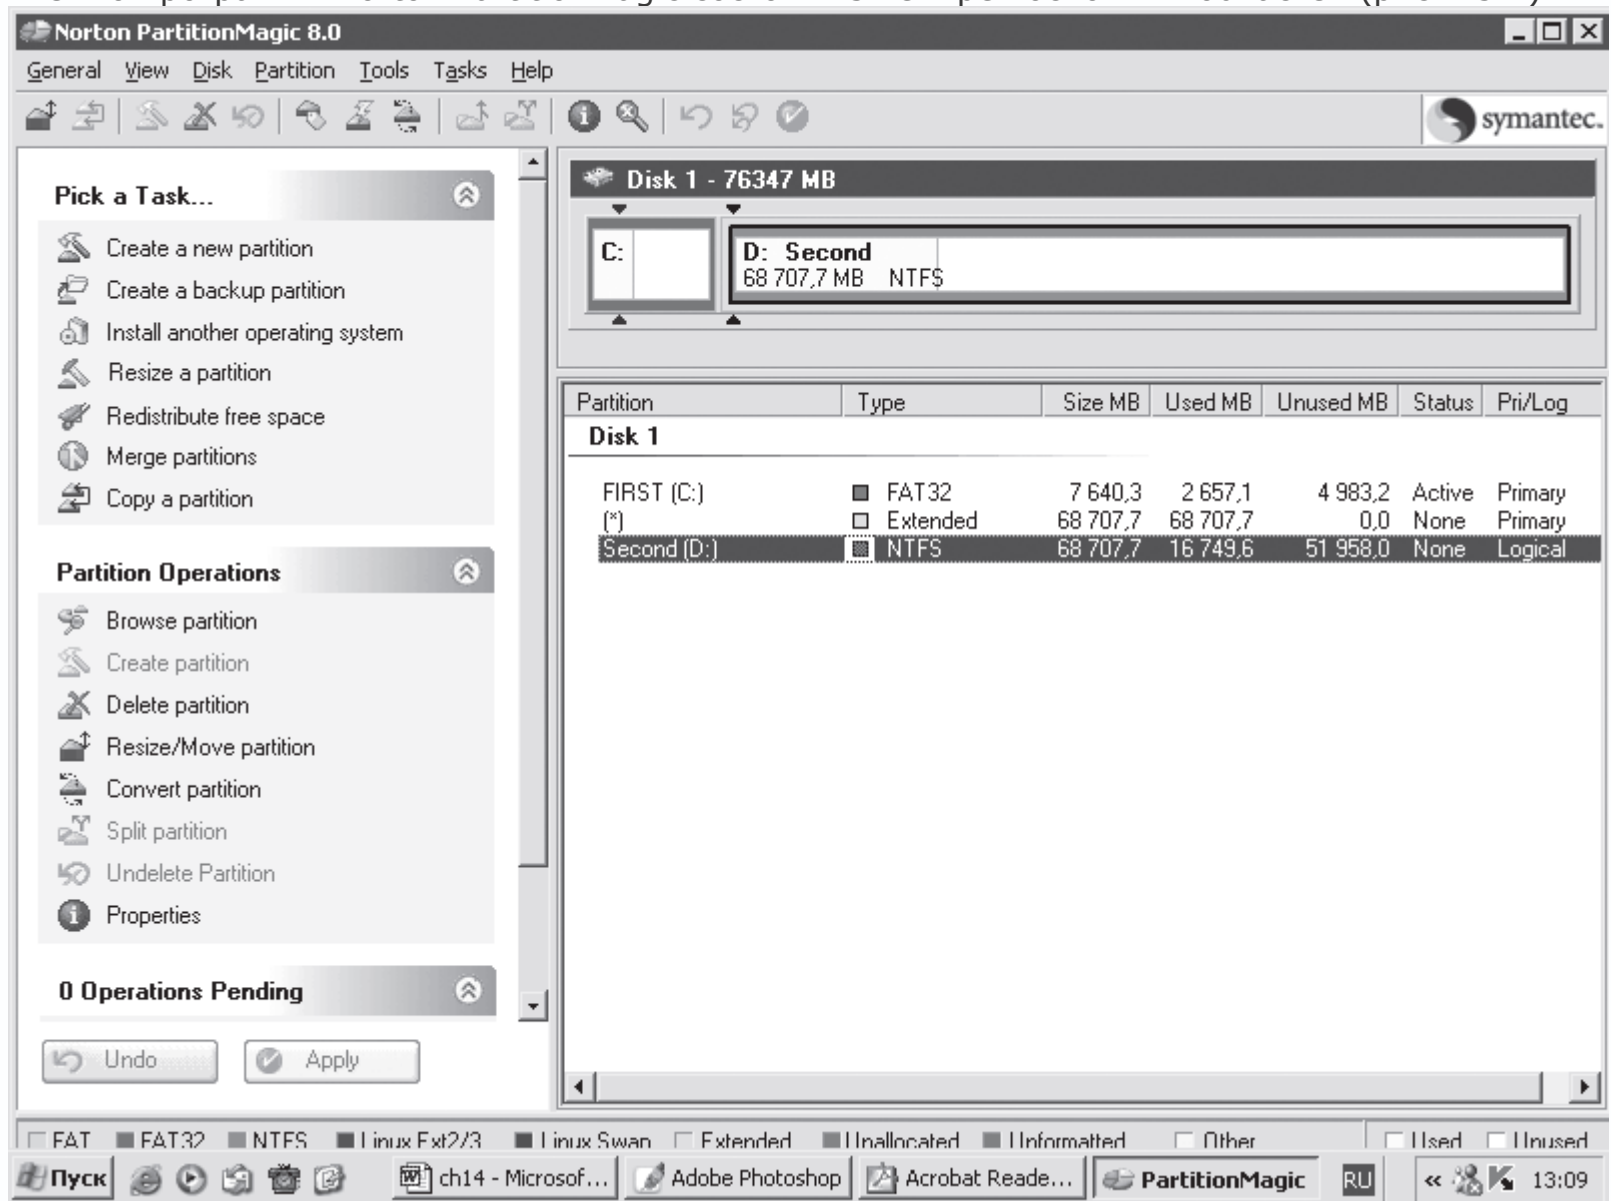 Norton PartitionMagic 8.0
General View Disk Partition Tools Tasks Help
symantec.
Pick a Task...
Create a new partition
Create a backup partition
Install another operating system
Resize a partition
Redistribute free space
Merge partitions
Copy a partition
Partition Operations
Browse partition
Create partition
Delete partition
Resize/Move partition
Convert partition
Split partition
Undelete Partition
Properties
0 Operations Pending
Undo Apply
Disk 1 - 76347 MB
C:
D: Second
68 707,7 MB NTFS
Partition Type Size MB Used MB Unused MB Status Pri/Log
Disk 1
FIRST (C:) FAT32 7 640,3 2 657,1 4 983,2 Active Primary
(*) Extended 68 707,7 68 707,7 0,0 None Primary
Second (D:) NTFS 68 707,7 16 749,6 51 958,0 None Logical
FAT FAT32 NTFS Linux Ext2/3 Linux Swap Extended Unallocated Unformatted Other Used Unused
Пуск ch14 - Microsof... Adobe Photoshop Acrobat Reade... PartitionMagic RU « 13:09